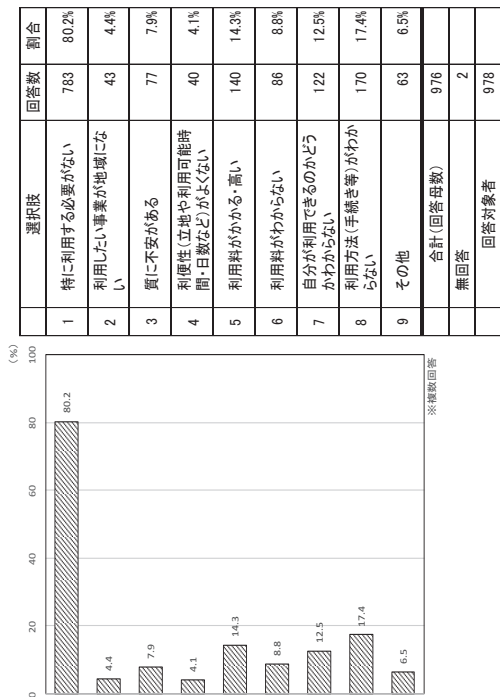 (%)
0
20
40
60
80
100
80.2
4.4
7.9
4.1
14.3
8.8
12.5
17.4
6.5
※複数回答
選択肢 回答数 割合
1 特に利用する必要がない 783 80.2%
2 利用したい事業が地域にな
い 43 4.4%
3 質に不安がある 77 7.9%
4 利便性(立地や利用可能時
間・日数など)がよくない 40 4.1%
5 利用料がかかる・高い 140 14.3%
6 利用料がわからない 86 8.8%
7 自分が利用できるのかどう
かわからない 122 12.5%
8 利用方法(手続き等)がわか
らない 170 17.4%
9 その他 63 6.5%
合計(回答母数) 976
無回答 2
回答対象者 978